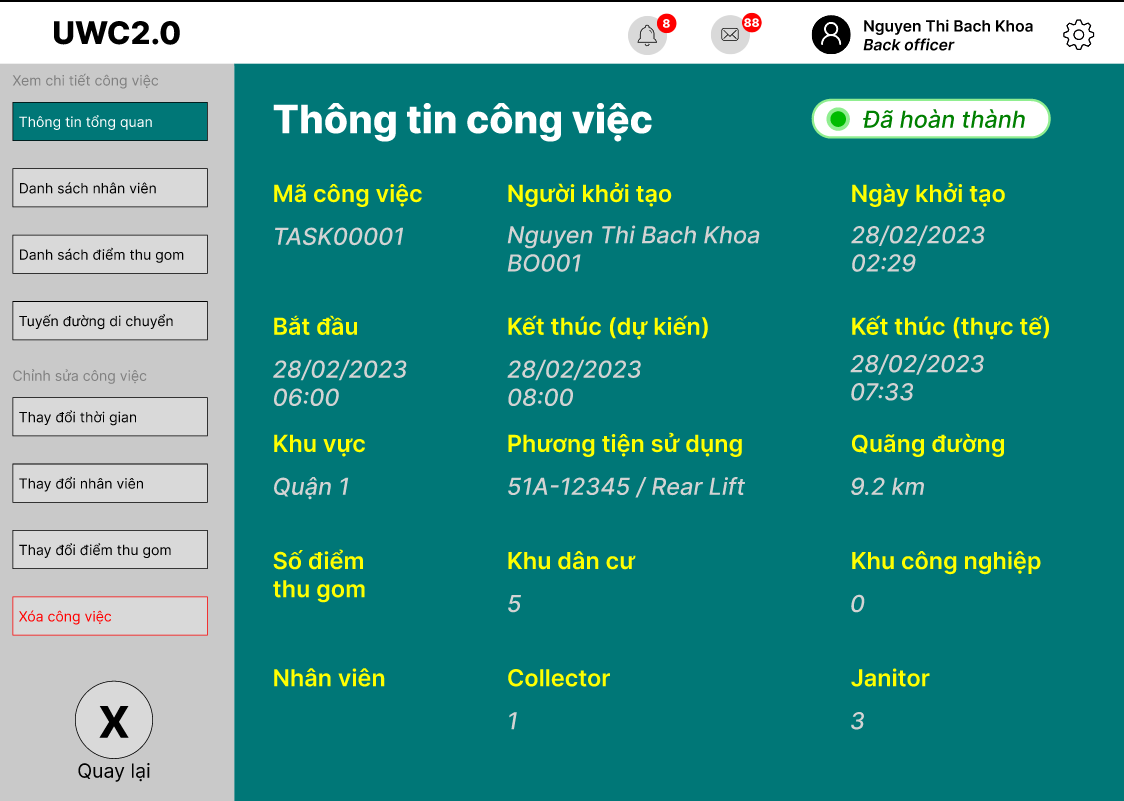 UWC2.0
8
88
Nguyen Thi Bach Khoa
Back officer
Xem chi tiết công việc
Thông tin tổng quan
Danh sách nhân viên
Danh sách điểm thu gom
Tuyến đường di chuyển
Chỉnh sửa công việc
Thay đổi thời gian
Thay đổi nhân viên
Thay đổi điểm thu gom
Xóa công việc
X
Quay lại
Thông tin công việc
Đã hoàn thành
Mã công việc
TASK00001
Người khởi tạo
Nguyen Thi Bach Khoa
BO001
Ngày khởi tạo
28/02/2023
02:29
Bắt đầu
28/02/2023
06:00
Kết thúc (dự kiến)
28/02/2023
08:00
Kết thúc (thực tế)
28/02/2023
07:33
Khu vực
Quận 1
Phương tiện sử dụng
51A-12345 / Rear Lift
Quãng đường
9.2 km
Số điểm
thu gom
Khu dân cư
5
Khu công nghiệp
0
Nhân viên
Collector
1
Janitor
3